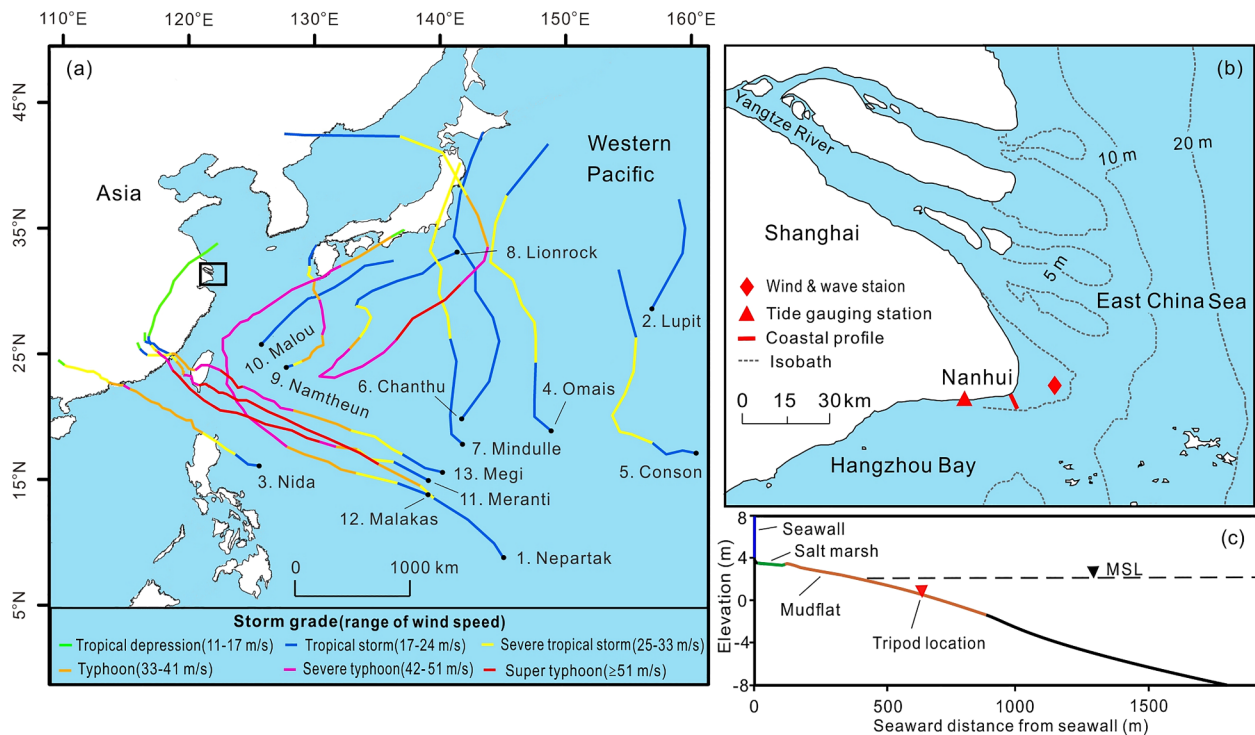 110°E 120°E 130°E 140°E 150°E 160°E
(a)
45°N
35°N
25°N
15°N
5°N
Western
Pacific
Asia
8. Lionrock
2. Lupit
10. Malou
9. Namtheun
6. Chanthu
4. Omais
7. Mindulle
5. Conson
13. Megi
3. Nida
11. Meranti
12. Malakas
1. Nepartak
0 1000 km
Storm grade(range of wind speed)
Tropical depression(11-17 m/s) Tropical storm(17-24 m/s) Severe tropical storm(25-33 m/s)
Typhoon(33-41 m/s) Severe typhoon(42-51 m/s) Super typhoon(≥51 m/s)
(b)
Yangtze River
10 m
20 m
Shanghai
5 m
Wind & wave staion
East China Sea
Tide gauging station
Coastal profile
Isobath
Nanhui
0 15 30 km
Hangzhou Bay
(c)
8
4
0
-4
-8
Elevation (m)
Seawall
Salt marsh
MSL
Mudflat
Tripod location
0 500 1000 1500
Seaward distance from seawall (m)